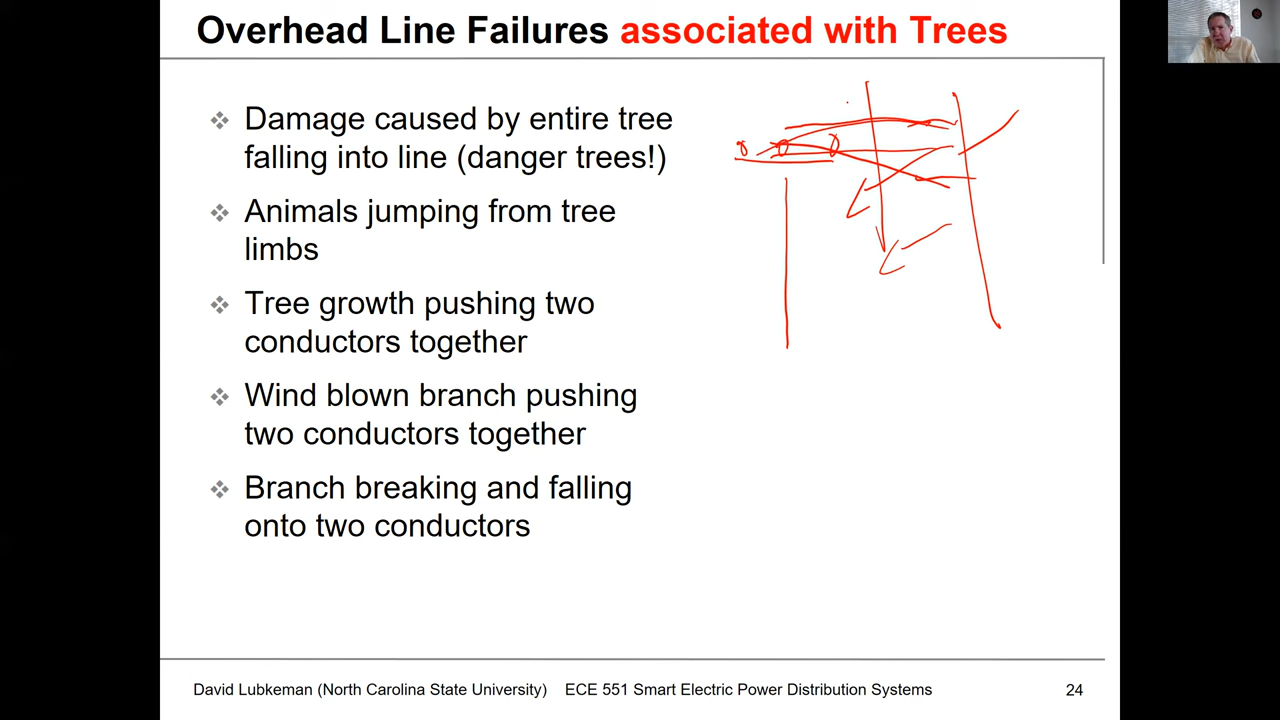 Overhead Line Failures associated with Trees
❖ Damage caused by entire tree
falling into line (danger trees!)
❖ Animals jumping from tree
limbs
❖ Tree growth pushing two
conductors together
❖ Wind blown branch pushing
two conductors together
❖ Branch breaking and falling
onto two conductors
David Lubkeman (North Carolina State University) ECE 551 Smart Electric Power Distribution Systems 24